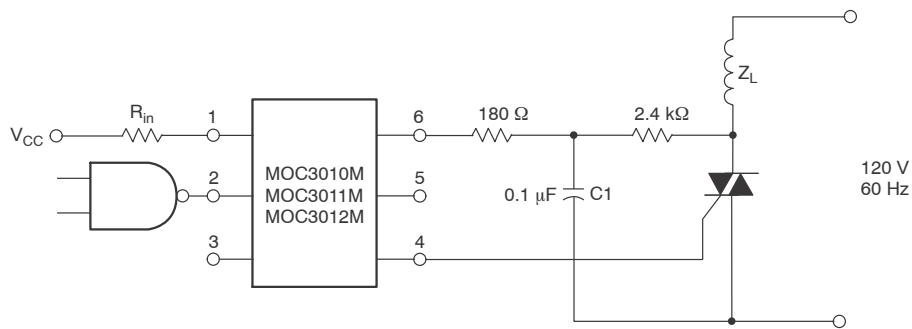 V_CC
R_in
1
2
3
MOC3010M
MOC3011M
MOC3012M
6
5
4
180 Ω
2.4 kΩ
0.1 μF
C1
Z_L
120 V
60 Hz